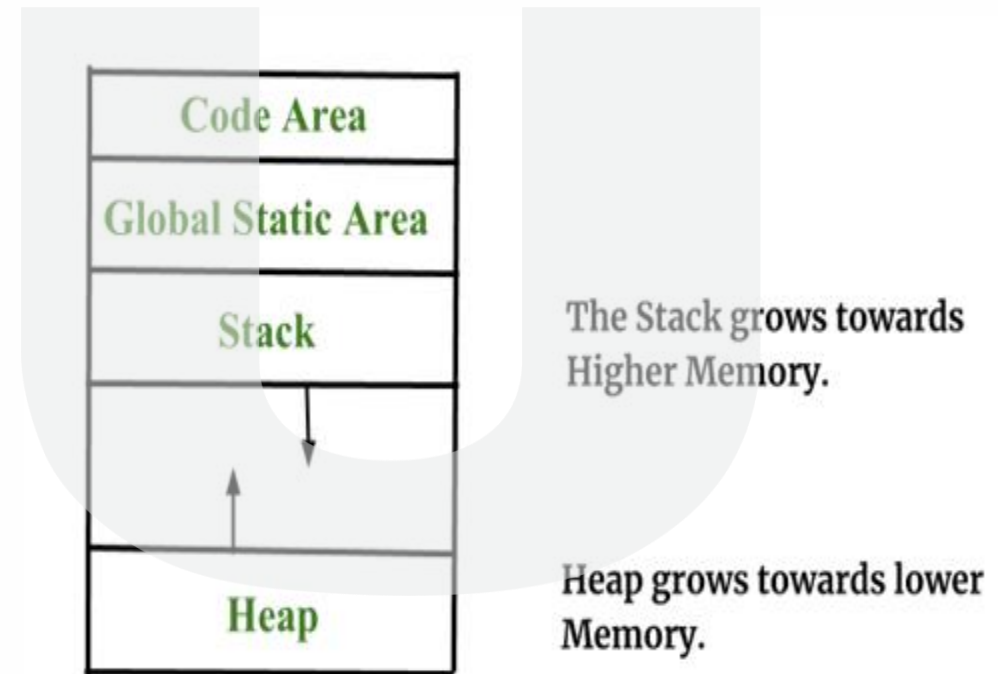 Code Area
Global Static Area
Stack
The Stack grows towards
Higher Memory.
Heap grows towards lower
Memory.
Heap